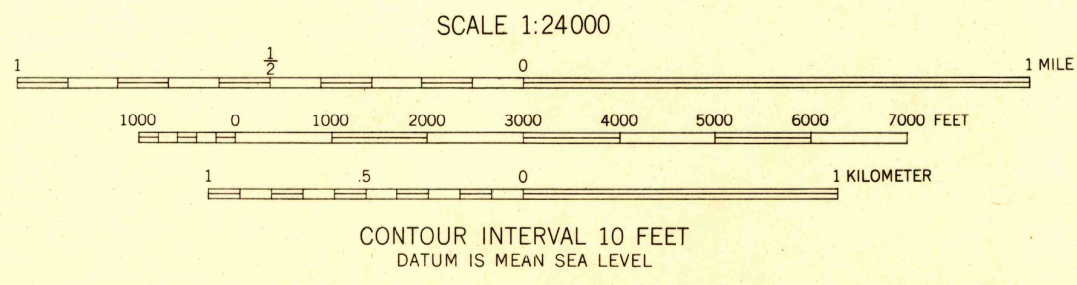 SCALE 1:24000
1 1/2 0 1 MILE
1000 0 1000 2000 3000 4000 5000 6000 7000 FEET
1 .5 0 1 KILOMETER
CONTOUR INTERVAL 10 FEET
DATUM IS MEAN SEA LEVEL